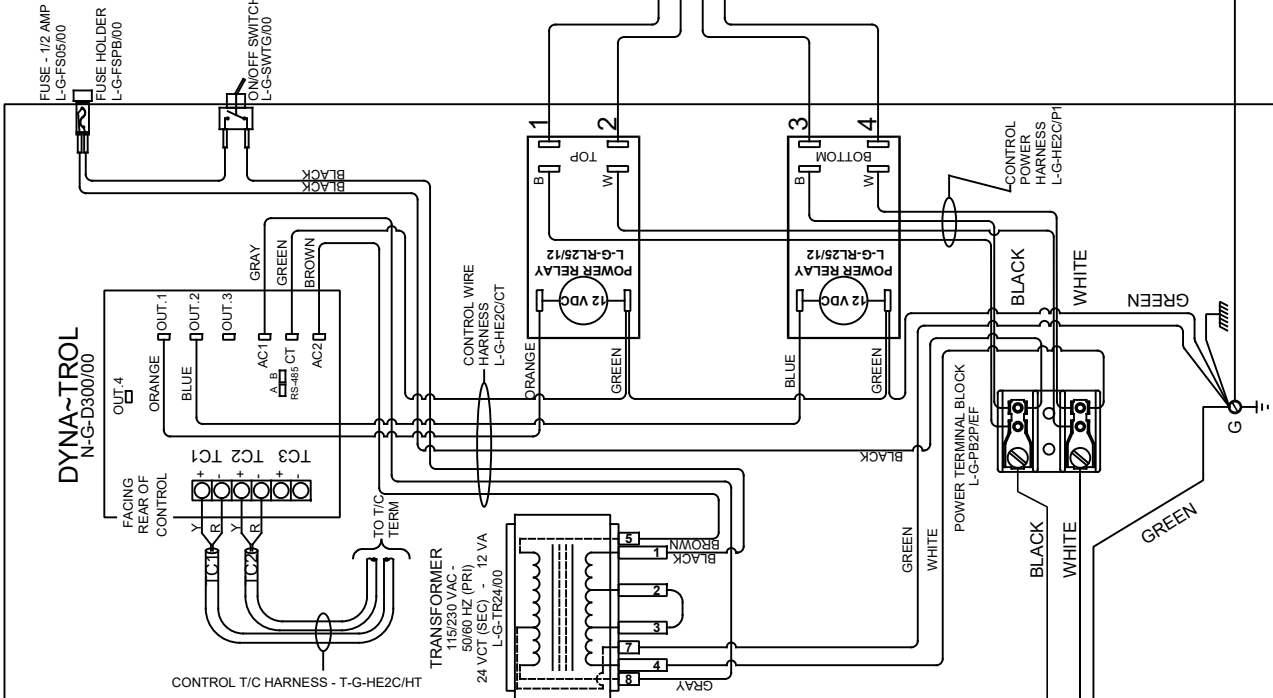 FUSE - 1/2 AMP
L-G-FS05/00
FUSE HOLDER
L-G-FSPB/00
ON/OFF SWITCH
L-G-SWTG/00
BLACK
BLACK
1
2
3
4
TOP
B
W
BOTTOM
B
W
POWER RELAY
L-G-RL25/12
12 VDC
POWER RELAY
L-G-RL25/12
12 VDC
CONTROL
POWER
HARNESS
L-G-HE2C/P1
DYNA~TROL
N-G-D300/00
OUT.4
OUT.1
OUT.2
OUT.3
AC1
CT
AC2
A B
RS-485
GRAY
GREEN
BROWN
ORANGE
BLUE
CONTROL WIRE
HARNESS
L-G-HE2C/CT
ORANGE
GREEN
BLUE
GREEN
BLACK
WHITE
GREEN
FACING
REAR OF
CONTROL
TC1 TC2 TC3
+ - + - + -
Y R Y R
C1
C2
TO T/C
TERM
CONTROL T/C HARNESS - T-G-HE2C/HT
TRANSFORMER
115/230 VAC -
50/60 HZ (PRI)
24 VCT (SEC) - 12 VA
L-G-TR24/00
5
BROWN
1
BLACK
2
3
7
4
8
GRAY
BLACK
GREEN
WHITE
POWER TERMINAL BLOCK
L-G-PB2P/EF
BLACK
WHITE
GREEN
G